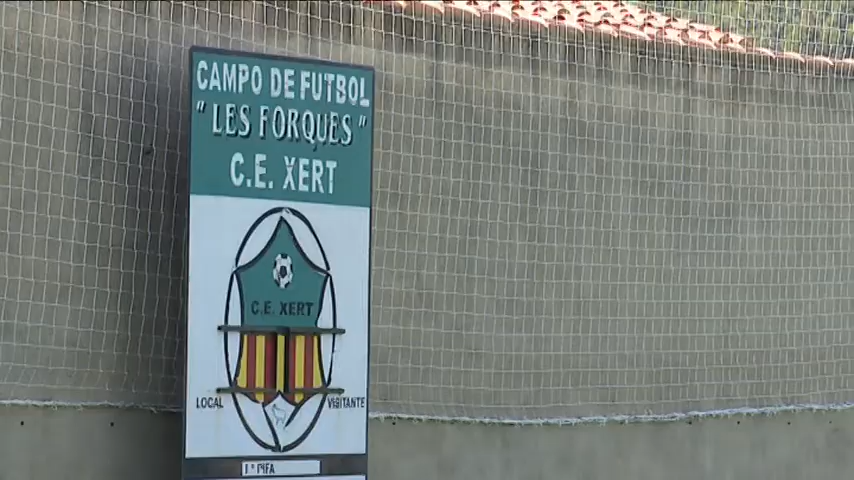 CAMPO DE FUTBOL
"LES FORQUES"
C.E. XERT
C.E. XERT
LOCAL VISITANTE